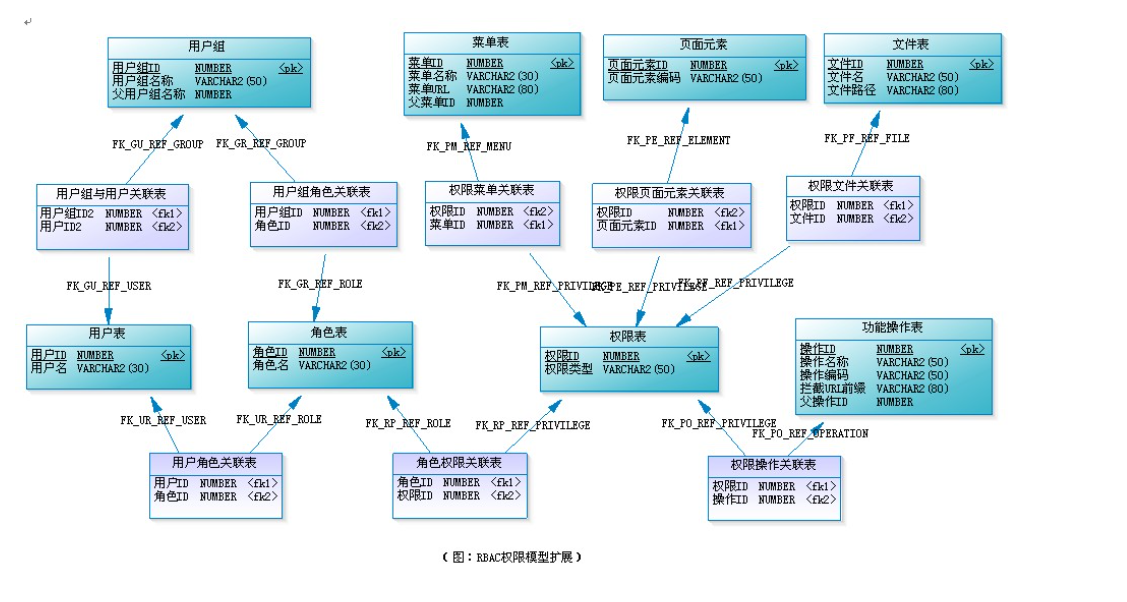 用户组
用户组ID NUMBER <pk>
用户组名称 VARCHAR2(50)
父用户组名称 NUMBER
菜单表
菜单ID NUMBER <pk>
菜单名称 VARCHAR2(30)
菜单URL VARCHAR2(80)
父菜单ID NUMBER
页面元素
页面元素ID NUMBER <pk>
页面元素编码 VARCHAR2(50)
文件表
文件ID NUMBER <pk>
文件名 VARCHAR2(50)
文件路径 VARCHAR2(80)
FK_GU_REF_GROUP
FK_GR_REF_GROUP
FK_PM_REF_MENU
FK_PE_REF_ELEMENT
FK_PF_REF_FILE
用户组与用户关联表
用户组ID2 NUMBER <fk1>
用户ID2 NUMBER <fk2>
用户组角色关联表
用户组ID NUMBER <fk1>
角色ID NUMBER <fk2>
权限菜单关联表
权限ID NUMBER <fk2>
菜单ID NUMBER <fk1>
权限页面元素关联表
权限ID NUMBER <fk2>
页面元素ID NUMBER <fk1>
权限文件关联表
权限ID NUMBER <fk1>
文件ID NUMBER <fk2>
FK_GU_REF_USER
FK_GR_REF_ROLE
FK_PM_REF_PRIVILEGE
FK_PE_REF_PRIVILEGE
FK_PF_REF_PRIVILEGE
用户表
用户ID NUMBER <pk>
用户名 VARCHAR2(30)
角色表
角色ID NUMBER <pk>
角色名 VARCHAR2(30)
权限表
权限ID NUMBER <pk>
权限类型 VARCHAR2(50)
功能操作表
操作ID NUMBER <pk>
操作名称 VARCHAR2(50)
操作编码 VARCHAR2(50)
拦截URL前缀 VARCHAR2(80)
父操作ID NUMBER
FK_UR_REF_USER
FK_UR_REF_ROLE
FK_RP_REF_ROLE
FK_RP_REF_PRIVILEGE
FK_PO_REF_PRIVILEGE
FK_PO_REF_OPERATION
用户角色关联表
用户ID NUMBER <fk1>
角色ID NUMBER <fk2>
角色权限关联表
角色ID NUMBER <fk1>
权限ID NUMBER <fk2>
权限操作关联表
权限ID NUMBER <fk1>
操作ID NUMBER <fk2>
(图：RBAC权限模型扩展)